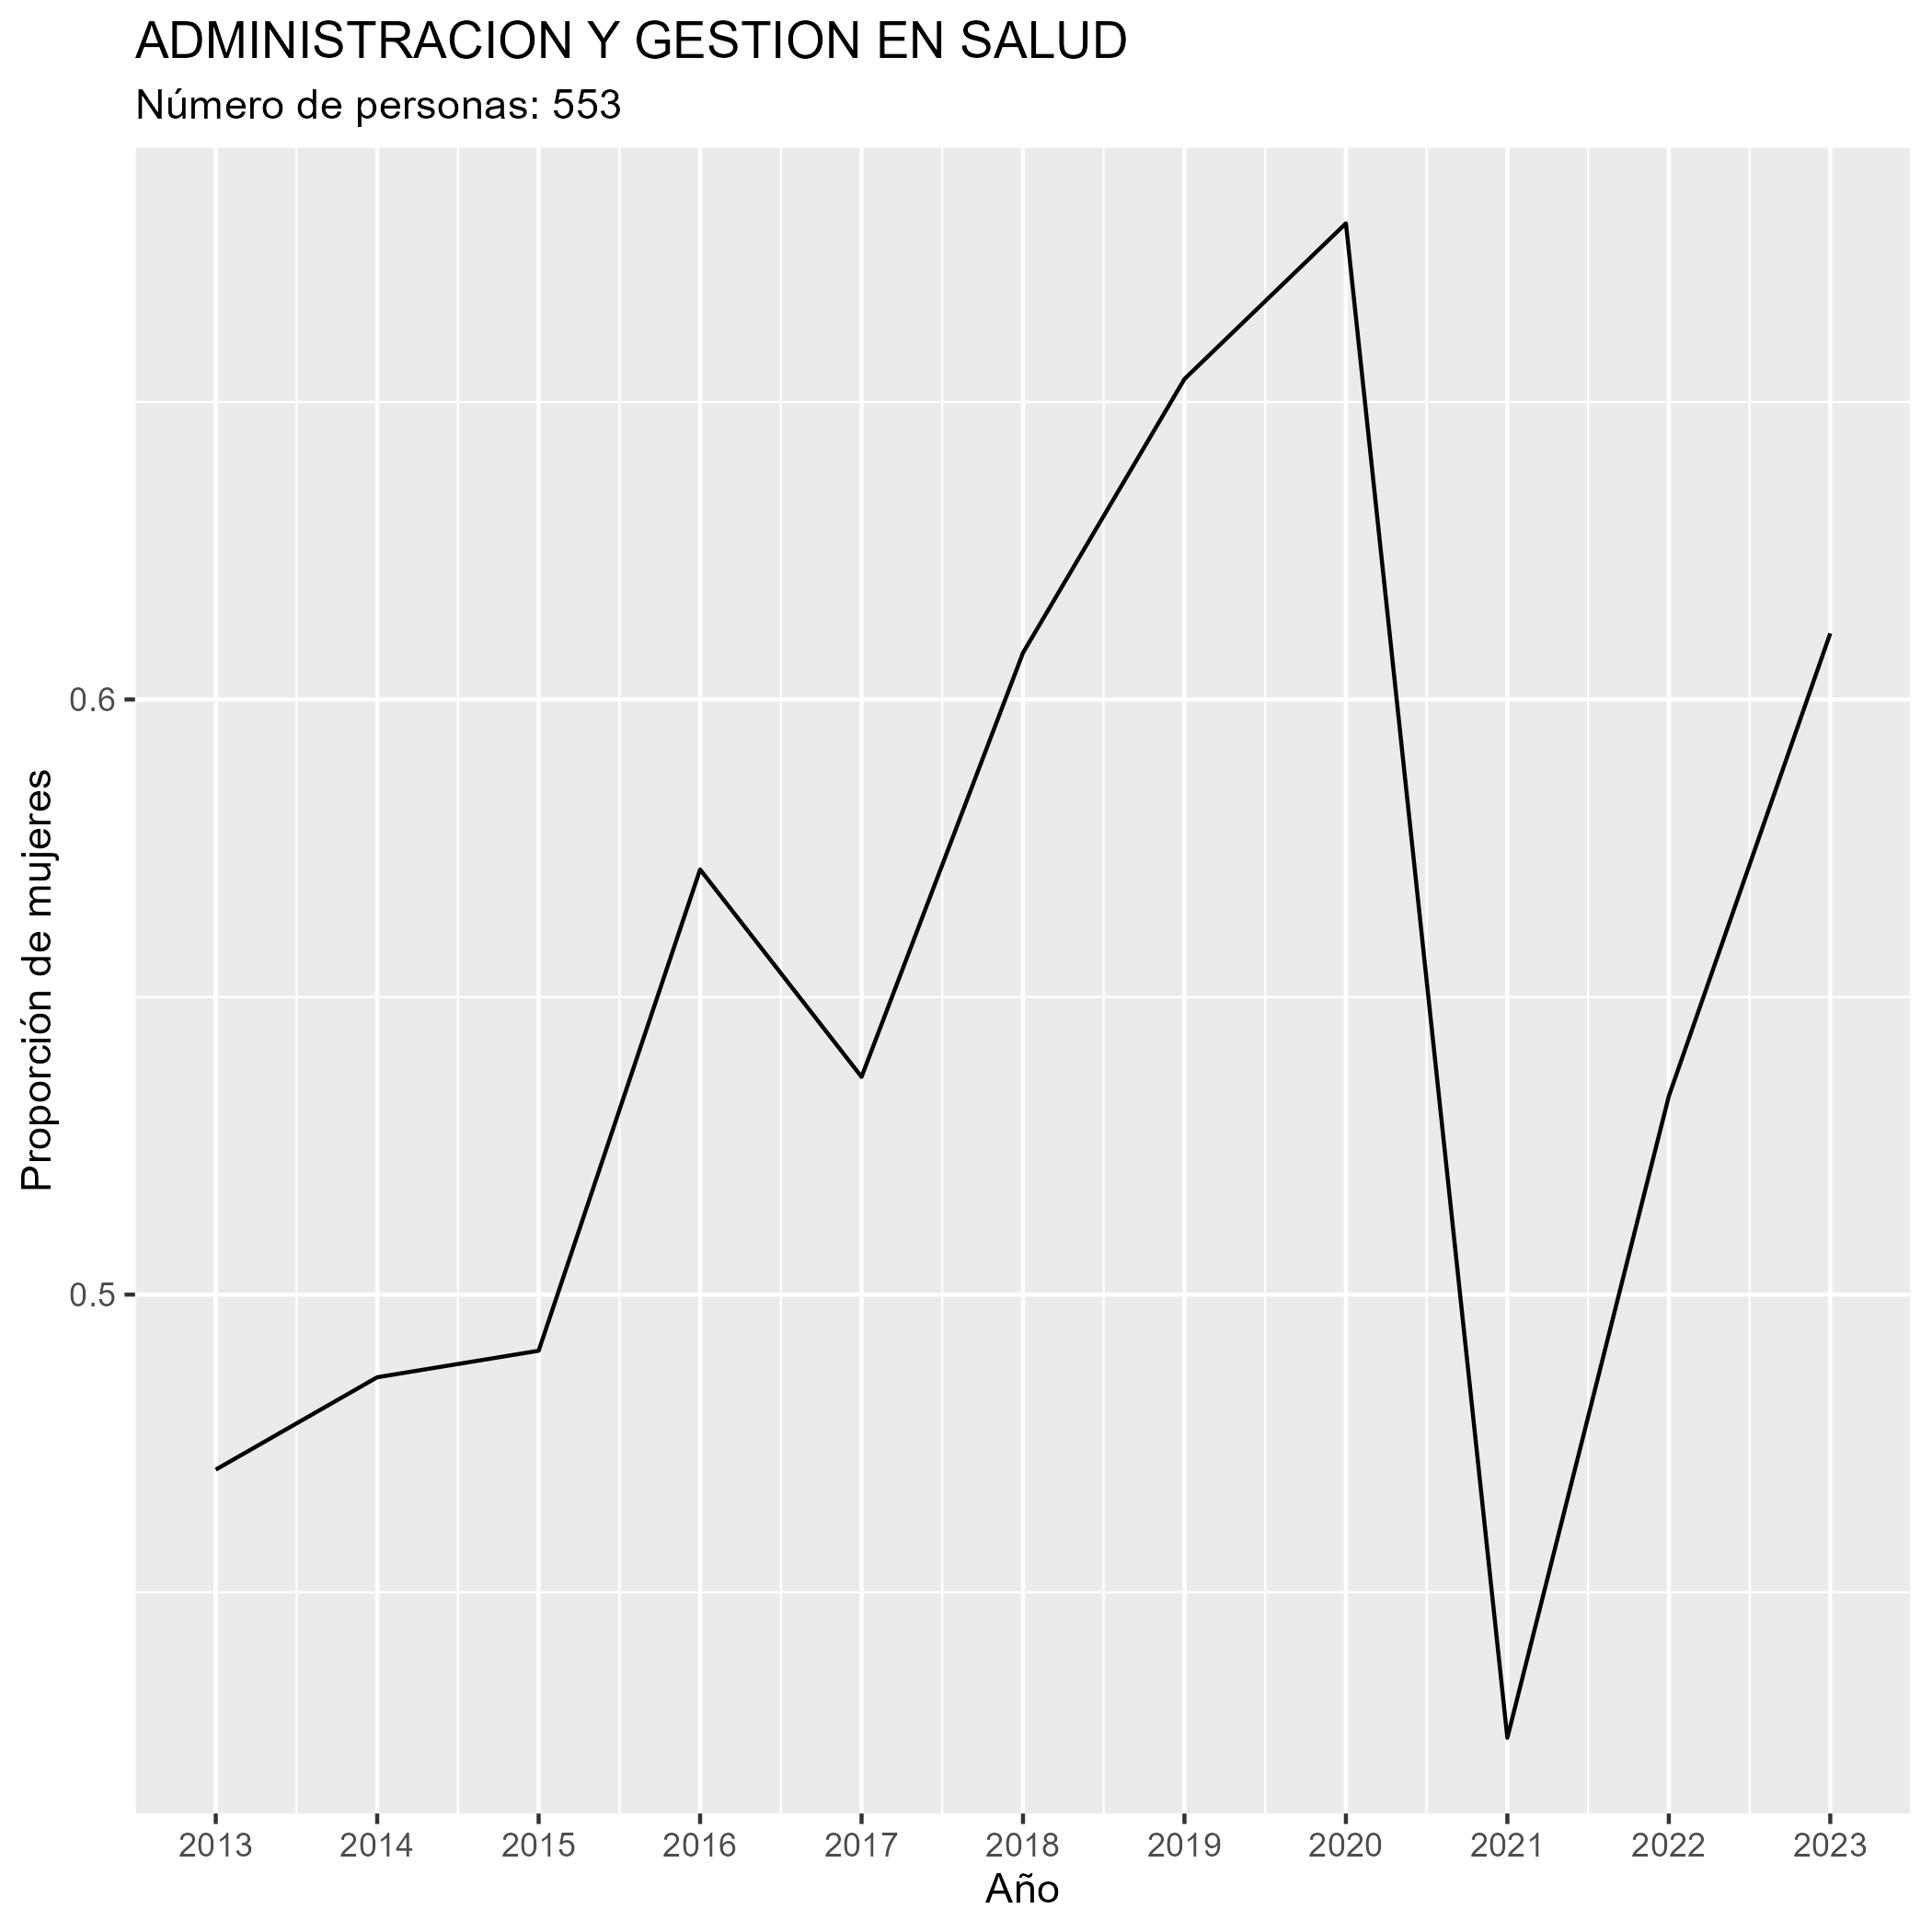 ADMINISTRACION Y GESTION EN SALUD
Número de personas: 553
Proporción de mujeres
0.6
0.5
2013 2014 2015 2016 2017 2018 2019 2020 2021 2022 2023
Año